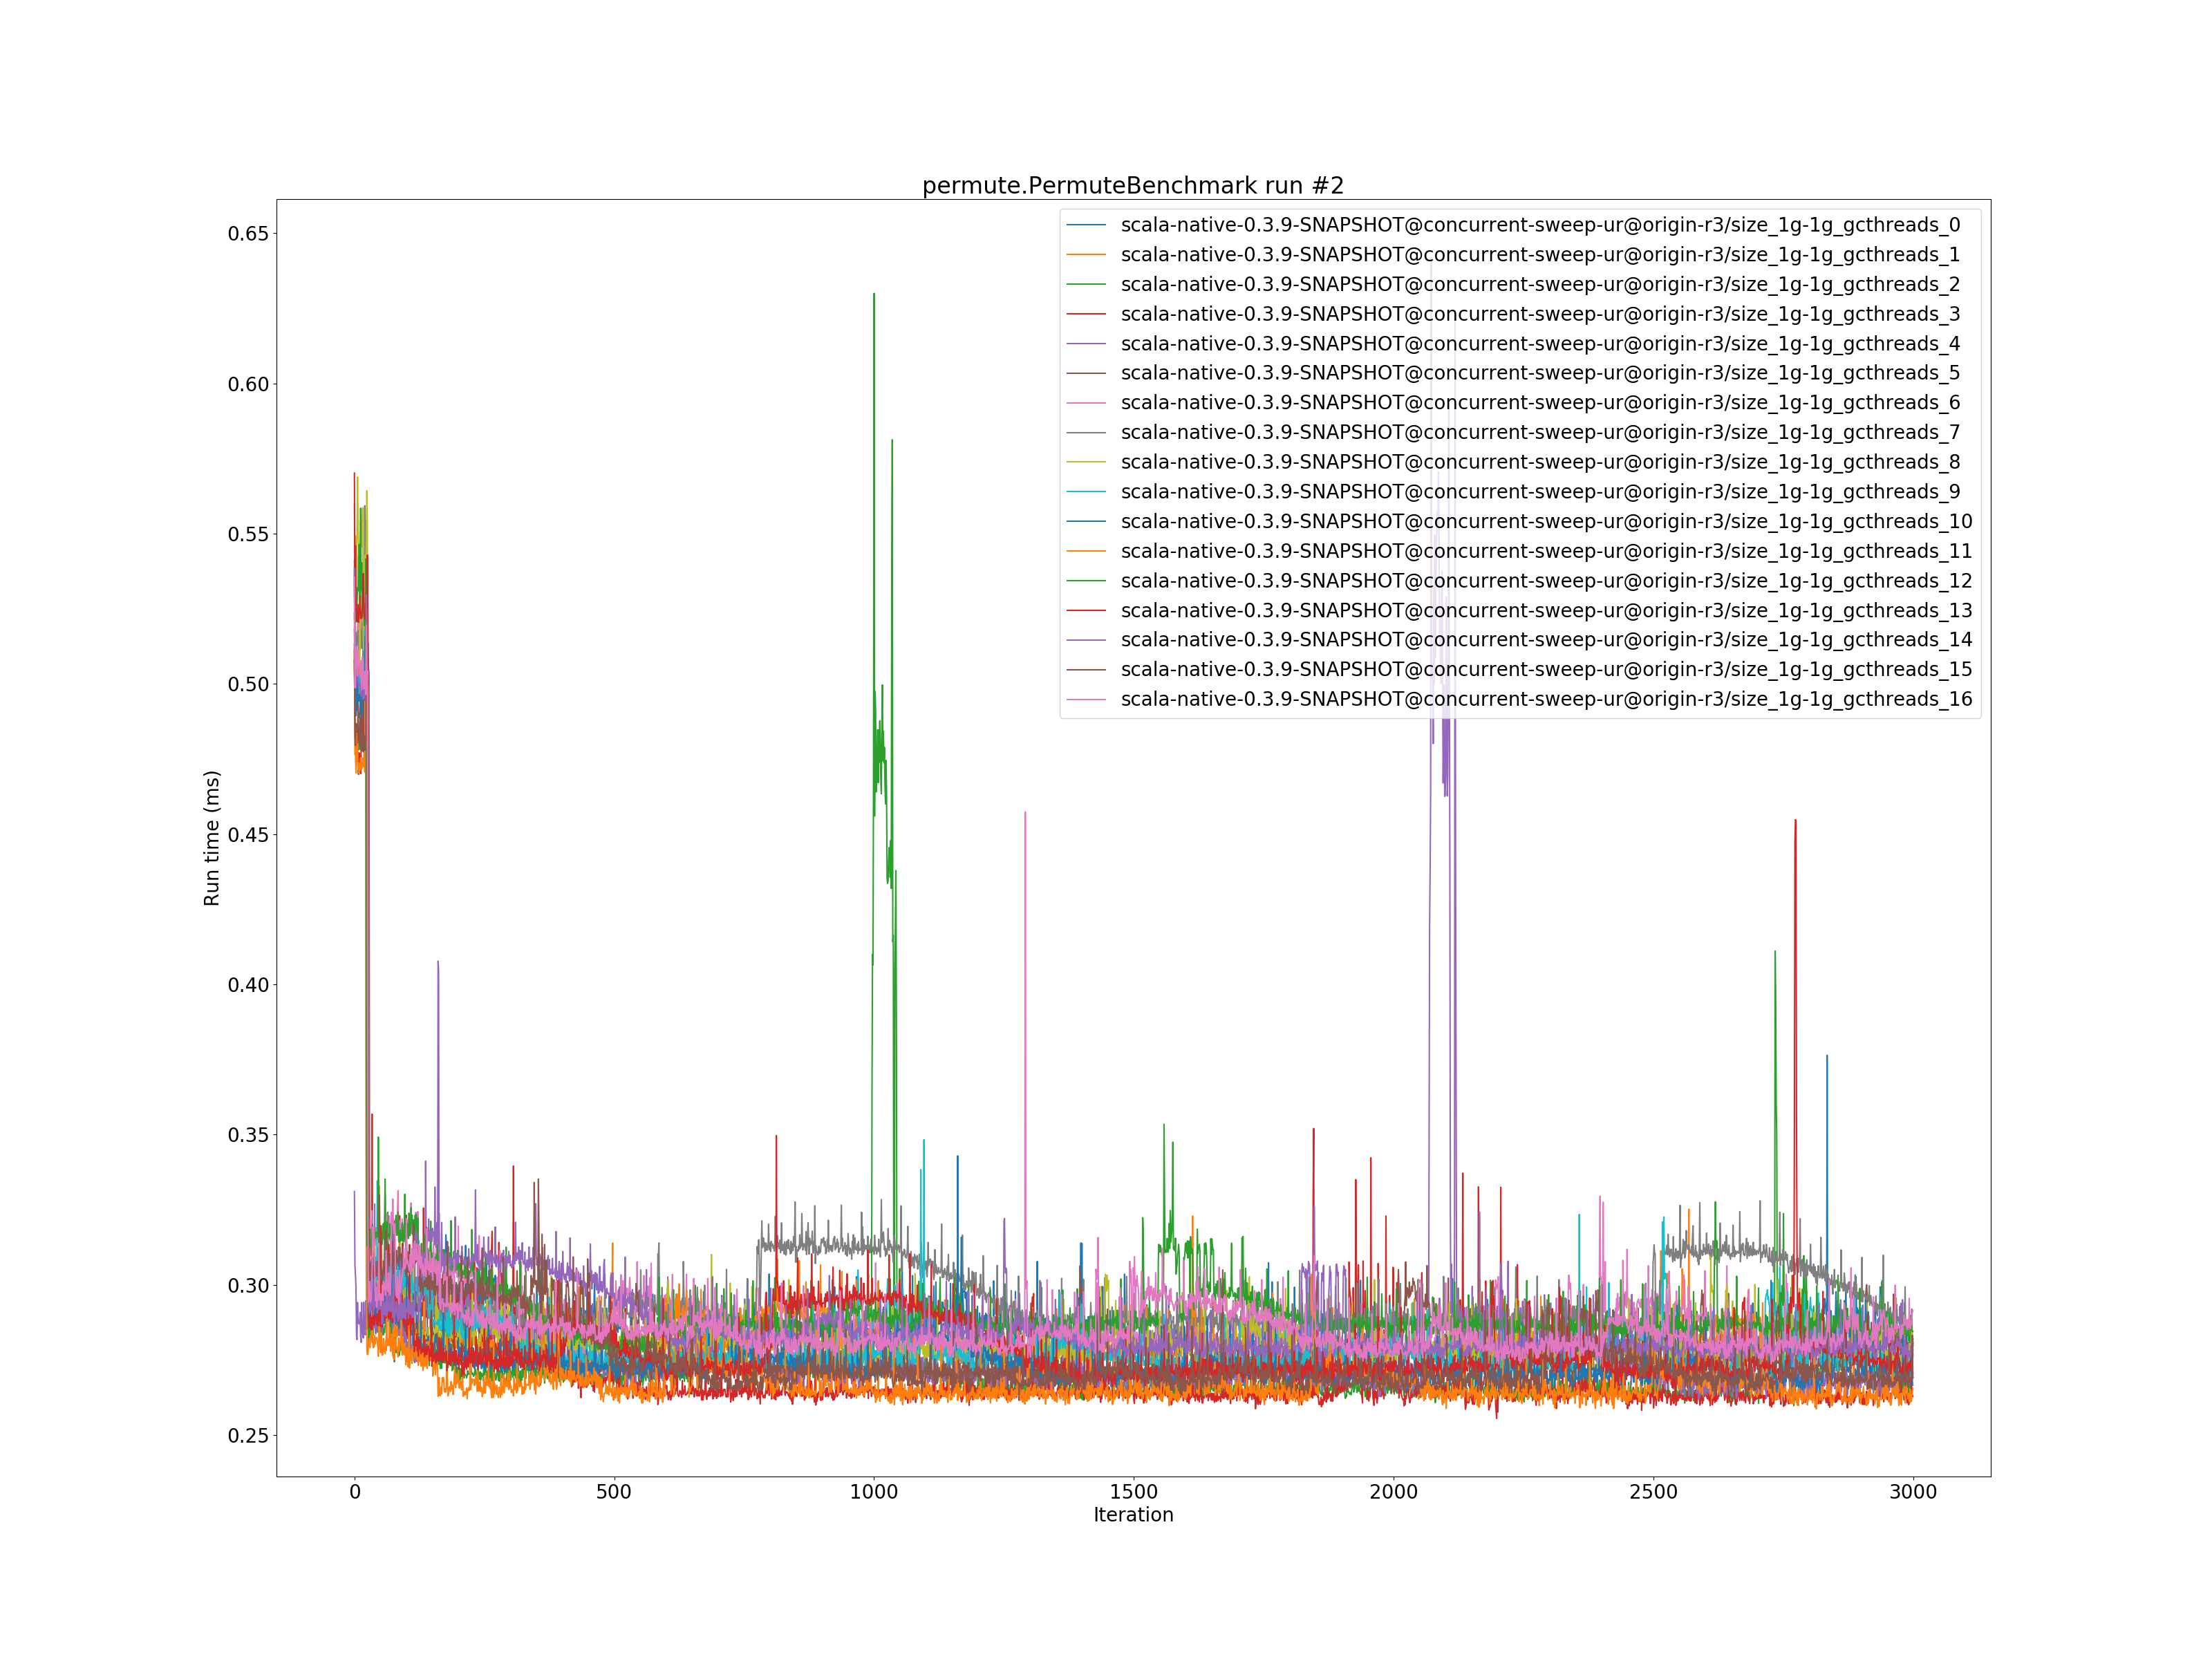 permute.PermuteBenchmark run #2
scala-native-0.3.9-SNAPSHOT@concurrent-sweep-ur@origin-r3/size_1g-1g_gcthreads_0
scala-native-0.3.9-SNAPSHOT@concurrent-sweep-ur@origin-r3/size_1g-1g_gcthreads_1
scala-native-0.3.9-SNAPSHOT@concurrent-sweep-ur@origin-r3/size_1g-1g_gcthreads_2
scala-native-0.3.9-SNAPSHOT@concurrent-sweep-ur@origin-r3/size_1g-1g_gcthreads_3
scala-native-0.3.9-SNAPSHOT@concurrent-sweep-ur@origin-r3/size_1g-1g_gcthreads_4
scala-native-0.3.9-SNAPSHOT@concurrent-sweep-ur@origin-r3/size_1g-1g_gcthreads_5
scala-native-0.3.9-SNAPSHOT@concurrent-sweep-ur@origin-r3/size_1g-1g_gcthreads_6
scala-native-0.3.9-SNAPSHOT@concurrent-sweep-ur@origin-r3/size_1g-1g_gcthreads_7
scala-native-0.3.9-SNAPSHOT@concurrent-sweep-ur@origin-r3/size_1g-1g_gcthreads_8
scala-native-0.3.9-SNAPSHOT@concurrent-sweep-ur@origin-r3/size_1g-1g_gcthreads_9
scala-native-0.3.9-SNAPSHOT@concurrent-sweep-ur@origin-r3/size_1g-1g_gcthreads_10
scala-native-0.3.9-SNAPSHOT@concurrent-sweep-ur@origin-r3/size_1g-1g_gcthreads_11
scala-native-0.3.9-SNAPSHOT@concurrent-sweep-ur@origin-r3/size_1g-1g_gcthreads_12
scala-native-0.3.9-SNAPSHOT@concurrent-sweep-ur@origin-r3/size_1g-1g_gcthreads_13
scala-native-0.3.9-SNAPSHOT@concurrent-sweep-ur@origin-r3/size_1g-1g_gcthreads_14
scala-native-0.3.9-SNAPSHOT@concurrent-sweep-ur@origin-r3/size_1g-1g_gcthreads_15
scala-native-0.3.9-SNAPSHOT@concurrent-sweep-ur@origin-r3/size_1g-1g_gcthreads_16
0.65
0.60
0.55
0.50
0.45
0.40
0.35
0.30
0.25
Run time (ms)
0 500 1000 1500 2000 2500 3000
Iteration